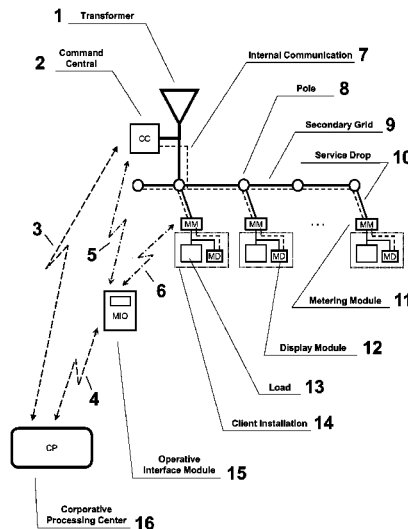 1 Transformer
2 Command
Central
Internal Communication 7
Pole 8
Secondary Grid 9
Service Drop 10
CC
3
5
6
MM MM ... MM
MD MD MD
Metering Module 11
MIO
Display Module 12
4
Load 13
Client Installation 14
CP
Operative
Interface Module 15
Corporative
Processing Center 16